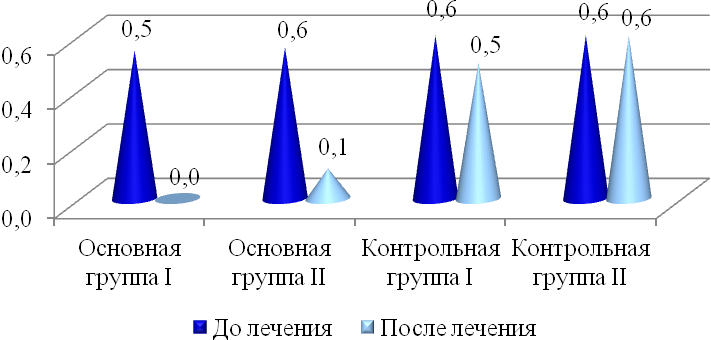 0,5 0,6 0,6 0,5 0,6 0,6
0,0 0,1
0,6
0,4
0,2
0,0
Основная группа I
Основная группа II
Контрольная группа I
Контрольная группа II
До лечения После лечения